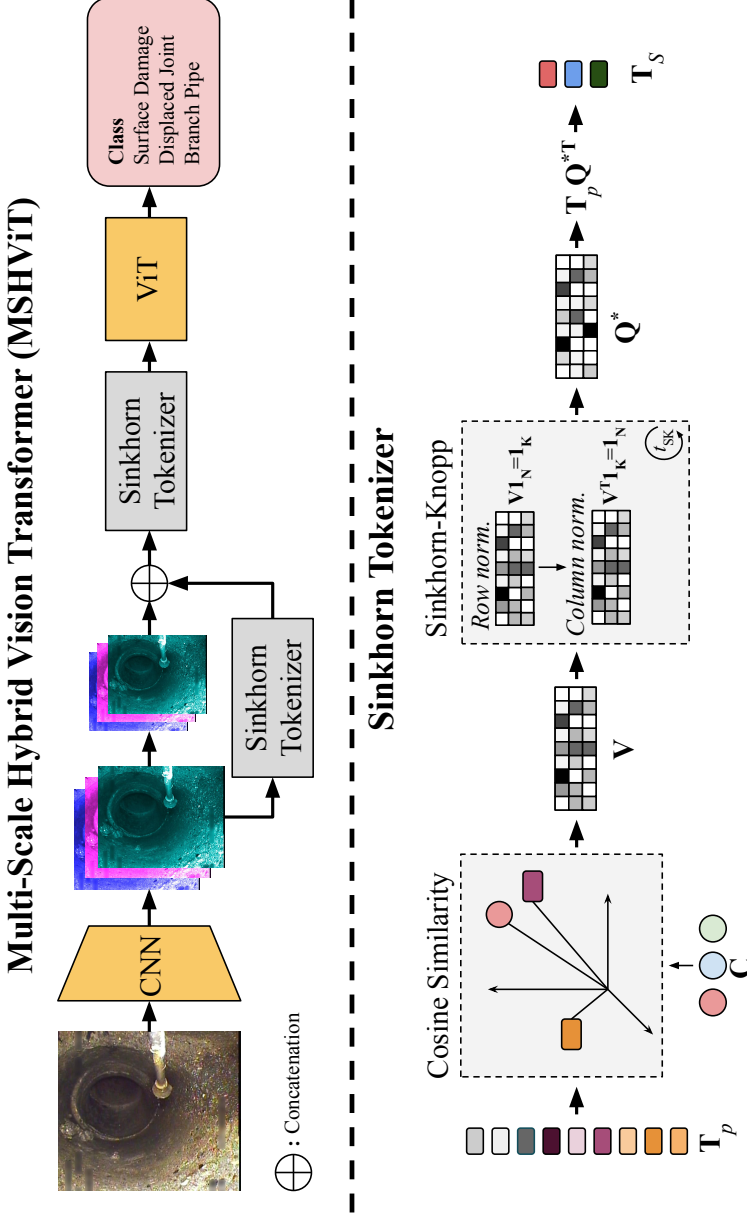 Multi-Scale Hybrid Vision Transformer (MSHViT)
CNN
Sinkhorn
Tokenizer
Sinkhorn
Tokenizer
ViT
Class
Surface Damage
Displaced Joint
Branch Pipe
⊕ : Concatenation
Sinkhorn Tokenizer
T_p
Cosine Similarity
C
V
Sinkhorn-Knopp
Row norm.
V1_N=1_K
Column norm.
V^T1_K=1_N
t_SK
Q^*
T_p Q^{*T}
T_S